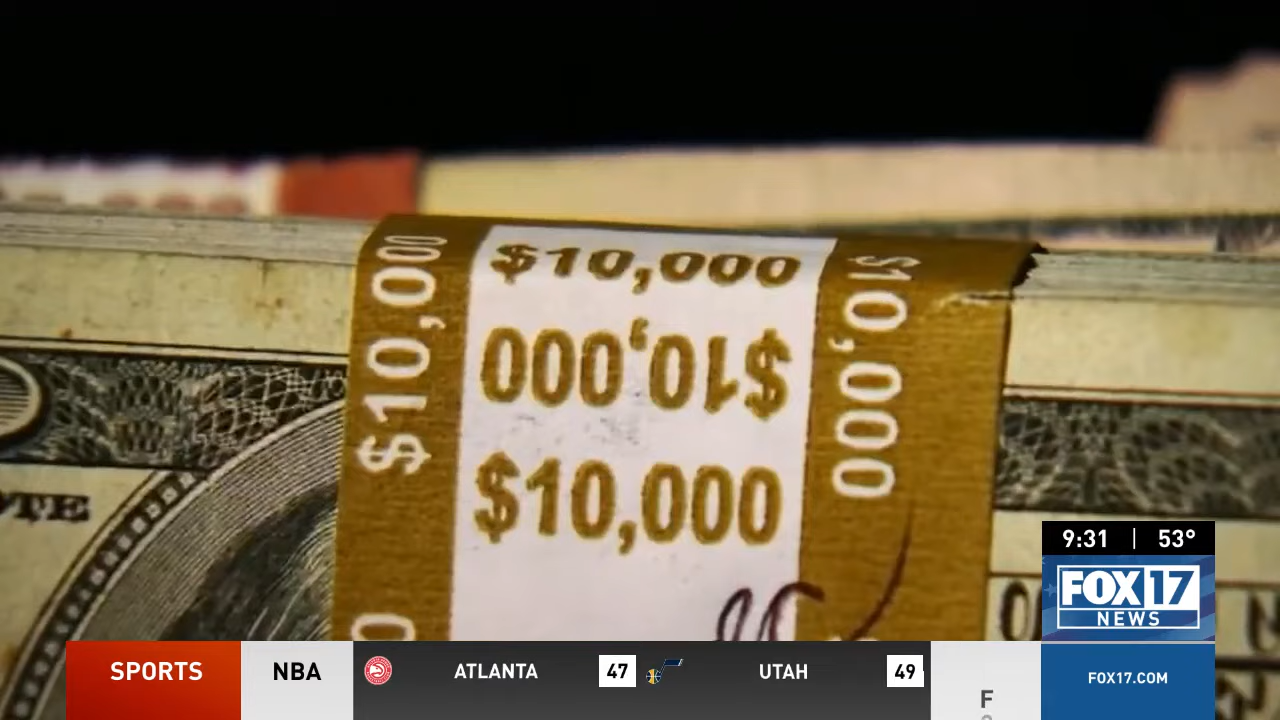 $10,000
$10,000
$10,000
$10,000
$10,000
OTE
9:31 | 53°
FOX 17
NEWS
SPORTS
NBA
ATLANTA
47
UTAH
49
F
FOX17.COM